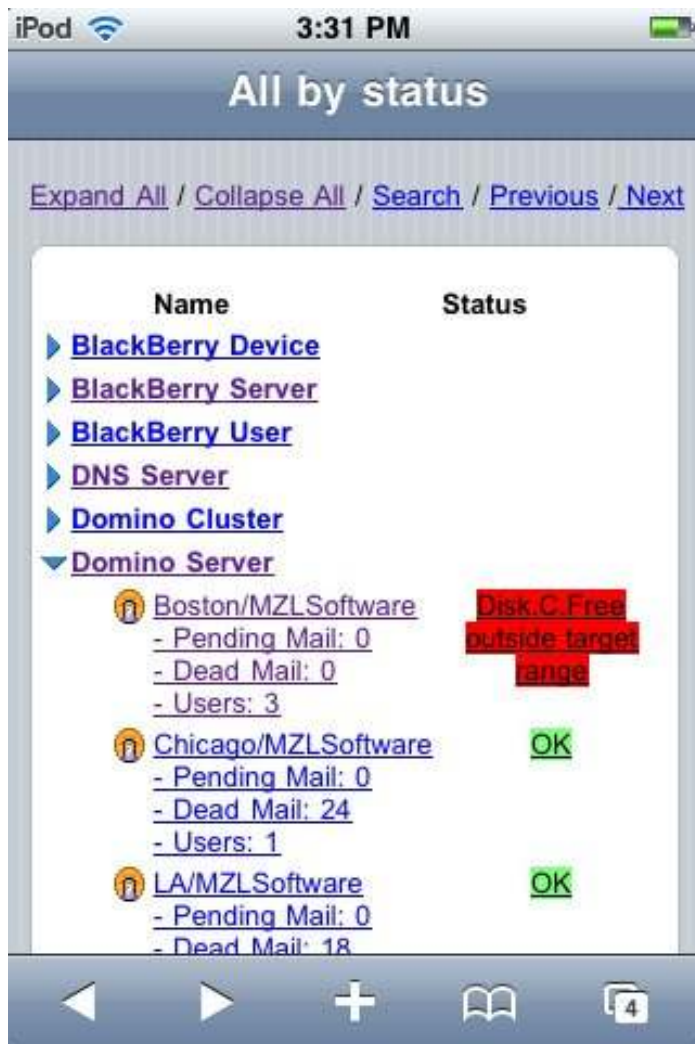 iPod 3:31 PM
All by status
Expand All / Collapse All / Search / Previous / Next
Name Status
BlackBerry Device
BlackBerry Server
BlackBerry User
DNS Server
Domino Cluster
Domino Server
Boston/MZLSoftware Disk.C.Free
- Pending Mail: 0 outside target
- Dead Mail: 0 range
- Users: 3
Chicago/MZLSoftware OK
- Pending Mail: 0
- Dead Mail: 24
- Users: 1
LA/MZLSoftware OK
- Pending Mail: 0
- Dead Mail: 18
4